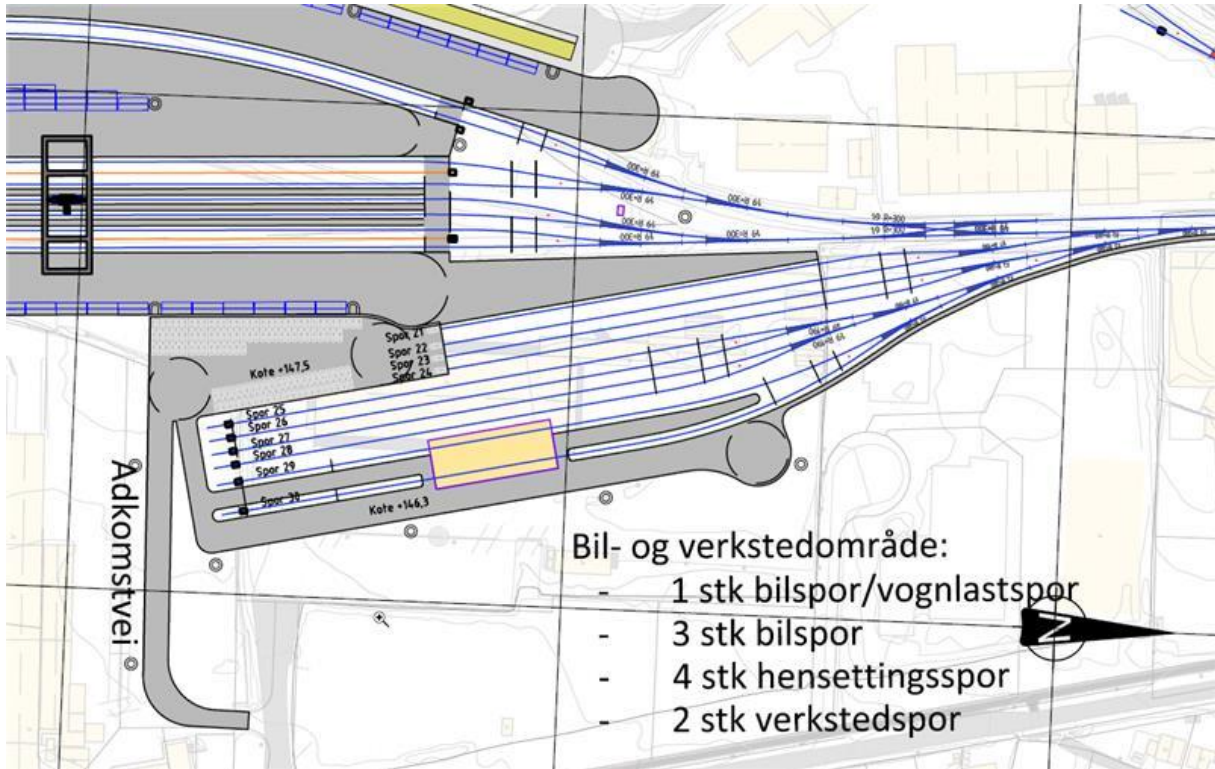 Spor 21
Spor 22
Spor 23
Spor 24
Kote +147,5
Spor 25
Spor 26
Spor 27
Spor 28
Spor 29
Spor 30
Kote +146,3
Adkomstvei
Bil- og verkstedområde:
- 1 stk bilspor/vognlastspor
- 3 stk bilspor
- 4 stk hensettingsspor
- 2 stk verkstedspor
N